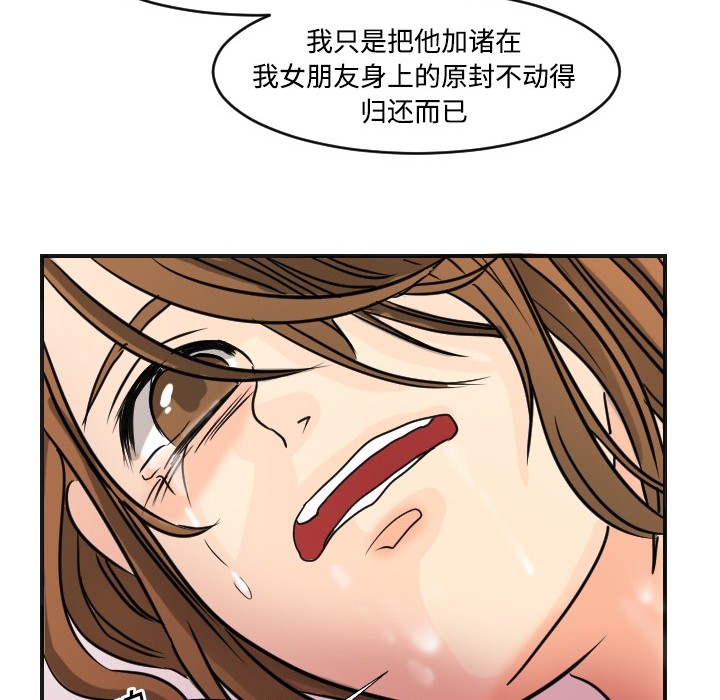 我只是把他加诸在
我女朋友身上的原封不动得
归还而已